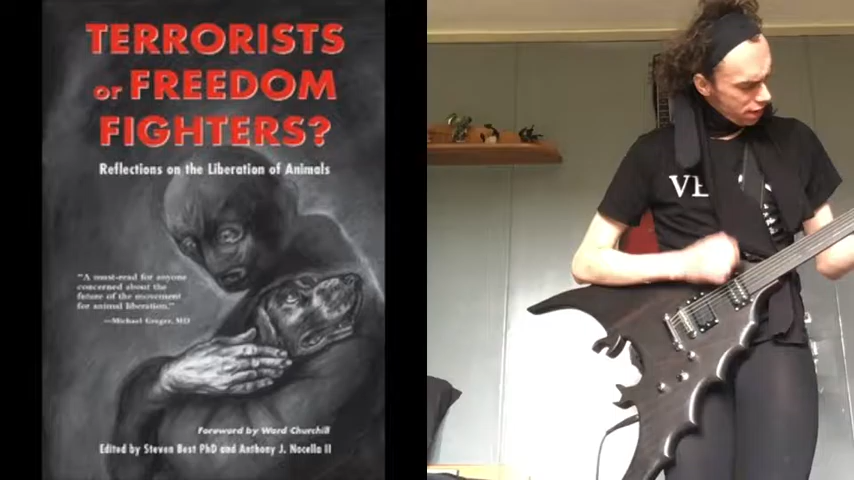 TERRORISTS
or FREEDOM
FIGHTERS?
Reflections on the Liberation of Animals
"A must-read for anyone
concerned about the
future of the movement
for animal liberation."
—Michael Greger, MD
Foreword by Ward Churchill
Edited by Steven Best PhD and Anthony J. Nocella II
VE